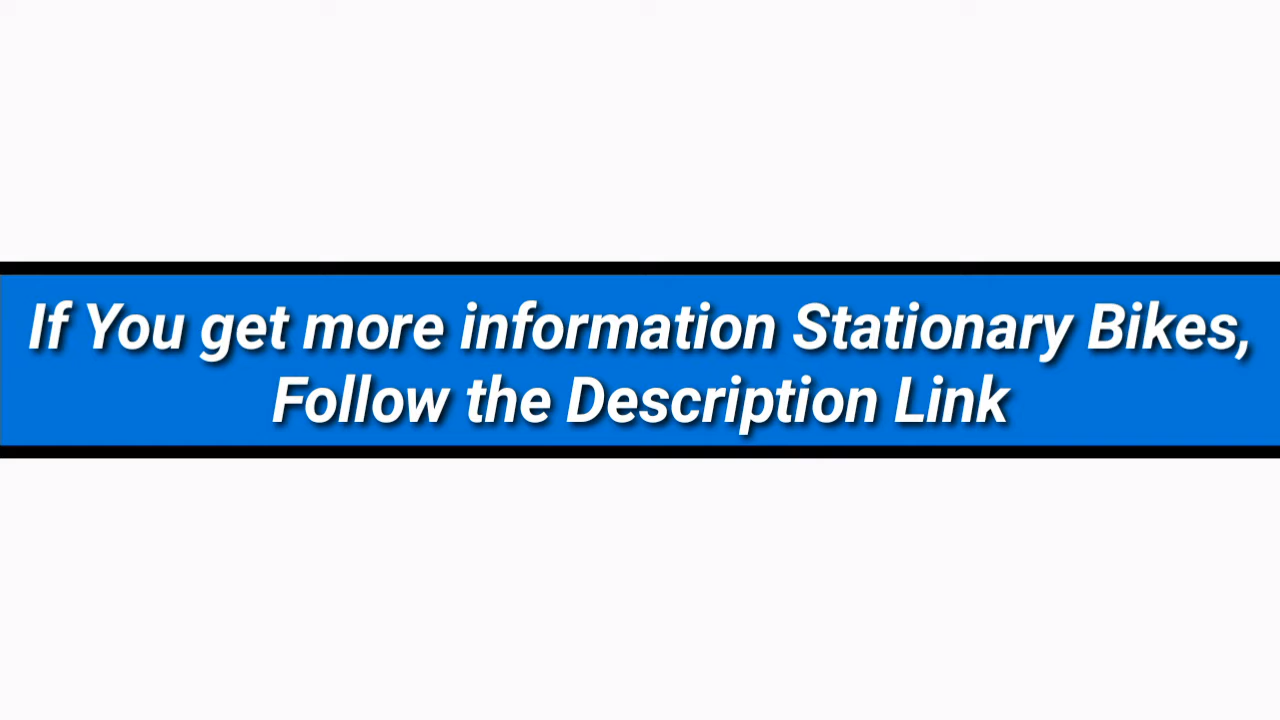 If You get more information Stationary Bikes,
Follow the Description Link